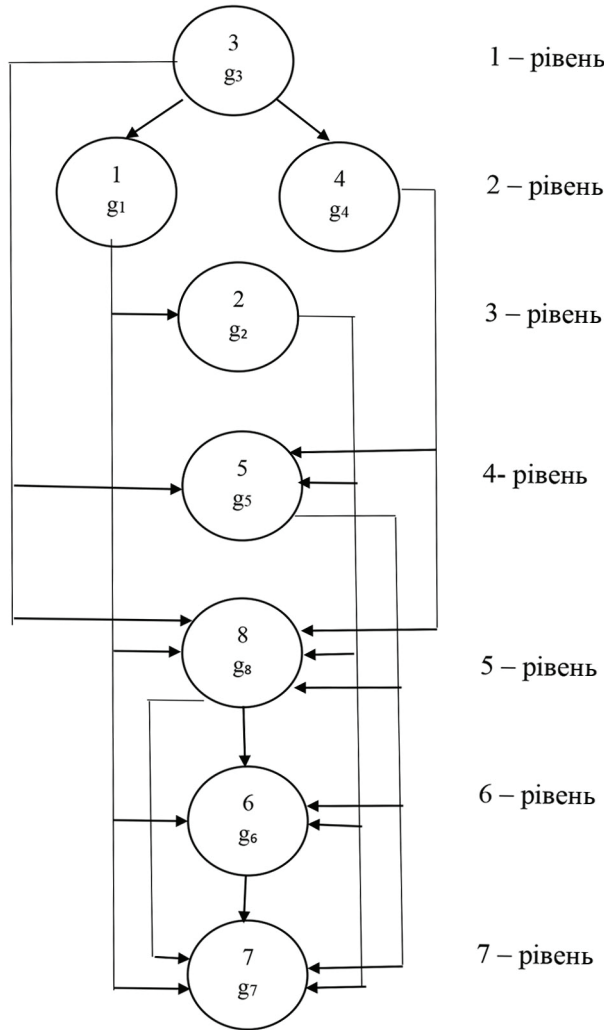 3
g₃
1 – рівень
1
g₁
4
g₄
2 – рівень
2
g₂
3 – рівень
5
g₅
4- рівень
8
g₈
5 – рівень
6
g₆
6 – рівень
7
g₇
7 – рівень